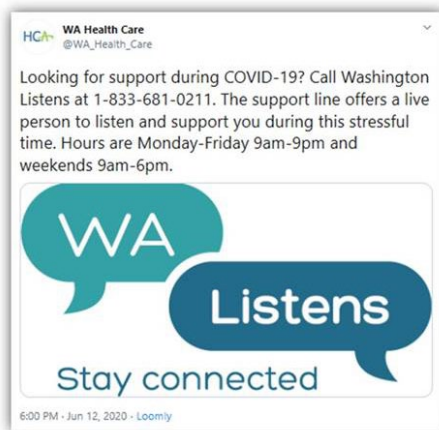 HCA
WA Health Care
@WA_Health_Care
Looking for support during COVID-19? Call Washington
Listens at 1-833-681-0211. The support line offers a live
person to listen and support you during this stressful
time. Hours are Monday-Friday 9am-9pm and
weekends 9am-6pm.
WA
Listens
Stay connected
6:00 PM · Jun 12, 2020 · Loomly